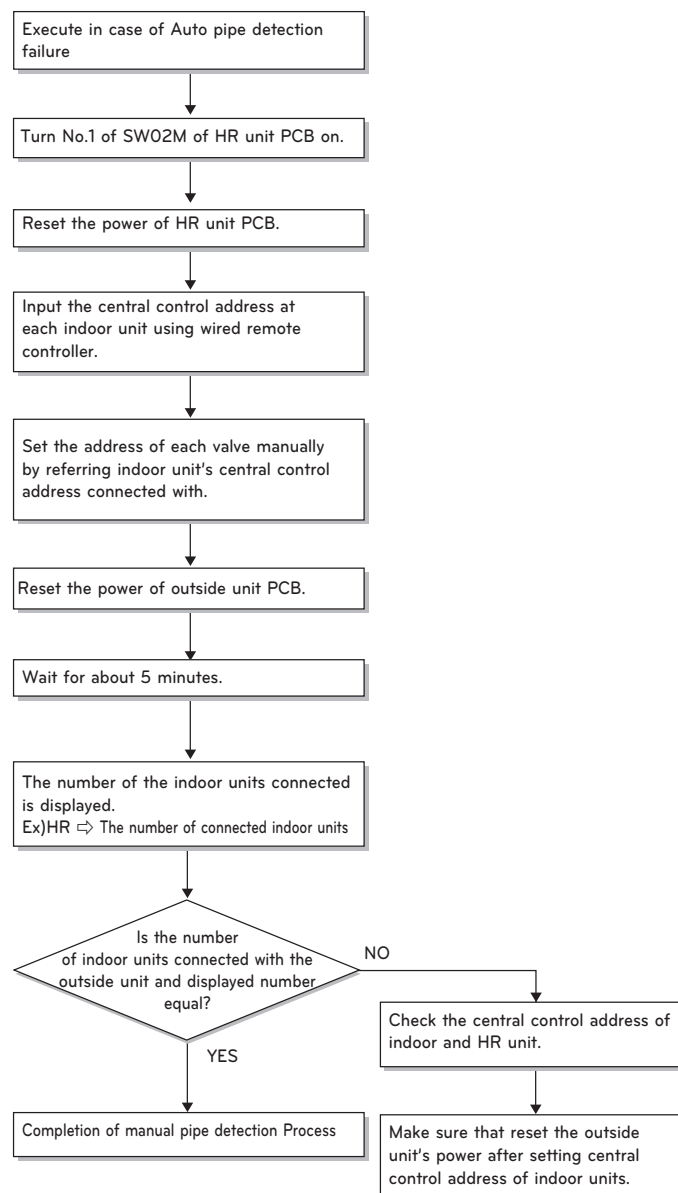 Execute in case of Auto pipe detection
failure
Turn No.1 of SW02M of HR unit PCB on.
Reset the power of HR unit PCB.
Input the central control address at
each indoor unit using wired remote
controller.
Set the address of each valve manually
by referring indoor unit's central control
address connected with.
Reset the power of outside unit PCB.
Wait for about 5 minutes.
The number of the indoor units connected
is displayed.
Ex)HR ⇨ The number of connected indoor units
Is the number
of indoor units connected with the
outside unit and displayed number
equal?
NO
Check the central control address of
indoor and HR unit.
Make sure that reset the outside
unit's power after setting central
control address of indoor units.
YES
Completion of manual pipe detection Process